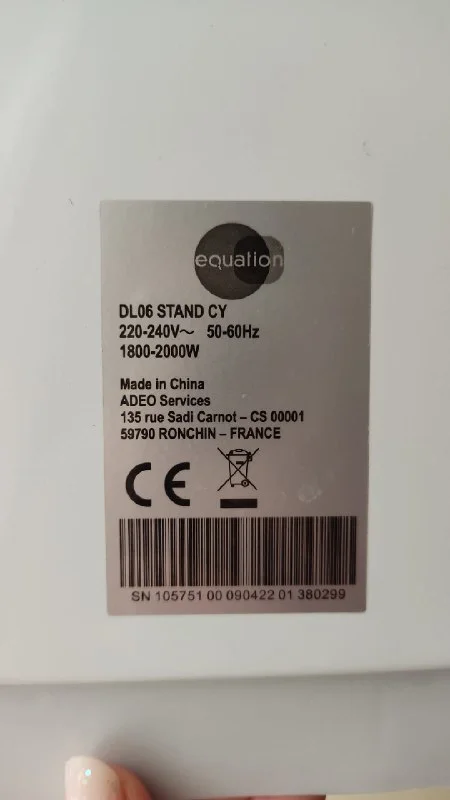 equation
DL06 STAND CY
220-240V~ 50-60Hz
1800-2000W
Made in China
ADEO Services
135 rue Sadi Carnot – CS 00001
59790 RONCHIN – FRANCE
CE
SN 105751 00 090422 01 380299